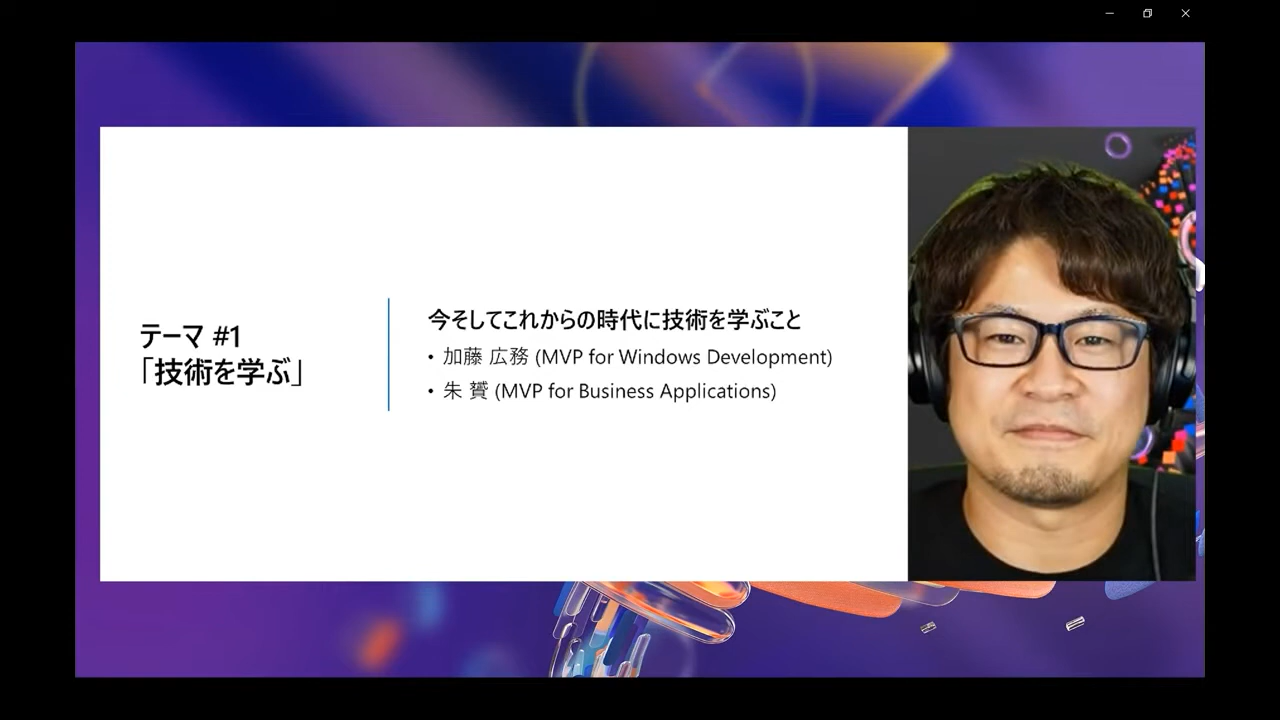 テーマ #1
「技術を学ぶ」
今そしてこれからの時代に技術を学ぶこと
• 加藤 広務 (MVP for Windows Development)
• 朱 贇 (MVP for Business Applications)